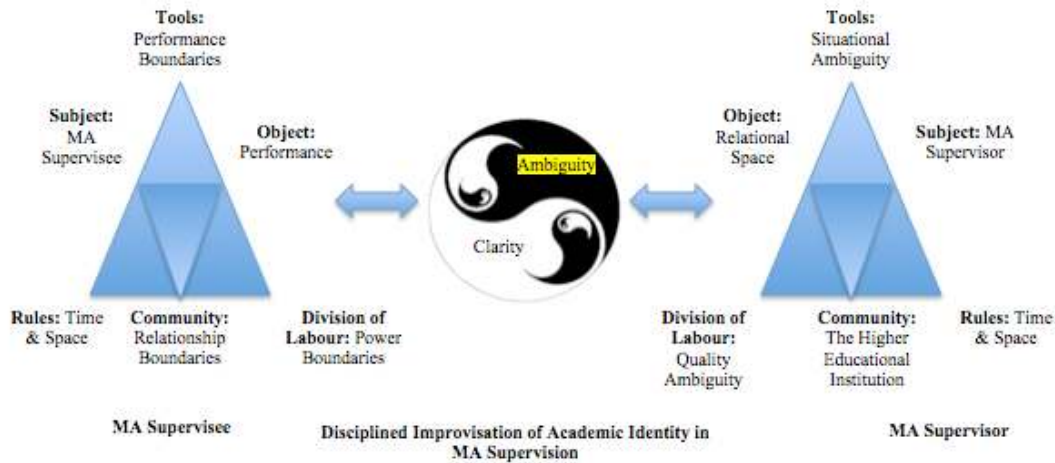 Tools:
Performance
Boundaries
Subject:
MA
Supervisee
Object:
Performance
Rules: Time
& Space
Community:
Relationship
Boundaries
Division of
Labour: Power
Boundaries
MA Supervisee
Ambiguity
Clarity
Disciplined Improvisation of Academic Identity in
MA Supervision
Tools:
Situational
Ambiguity
Object:
Relational
Space
Subject: MA
Supervisor
Division of
Labour:
Quality
Ambiguity
Community:
The Higher
Educational
Institution
Rules: Time
& Space
MA Supervisor